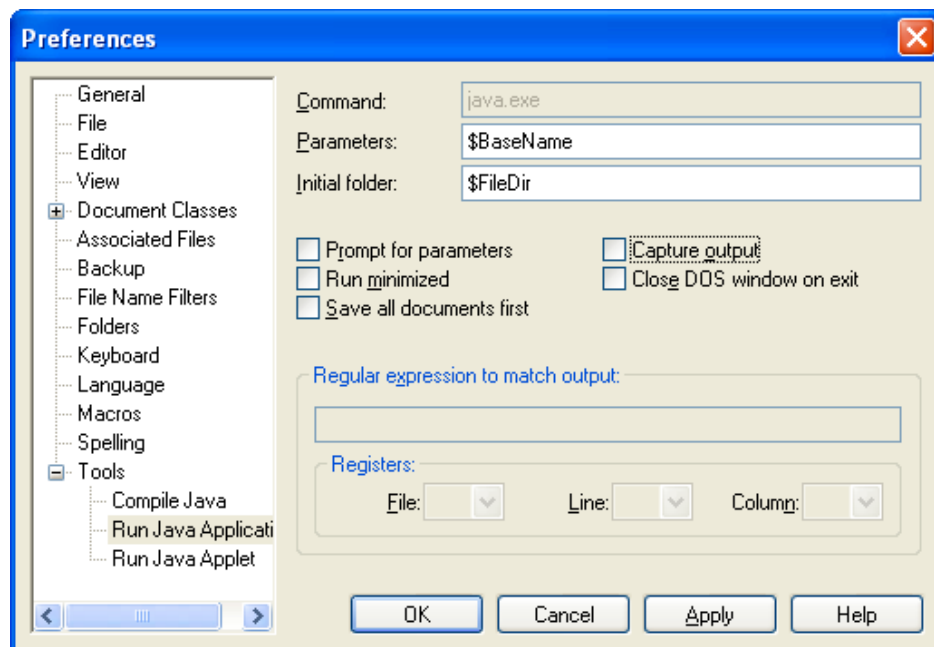 Preferences
General
File
Editor
View
Document Classes
Associated Files
Backup
File Name Filters
Folders
Keyboard
Language
Macros
Spelling
Tools
Compile Java
Run Java Applicati
Run Java Applet
Command: java.exe
Parameters: $BaseName
Initial folder: $FileDir
Prompt for parameters Capture output
Run minimized Close DOS window on exit
Save all documents first
Regular expression to match output:
Registers:
File: Line: Column:
OK Cancel Apply Help